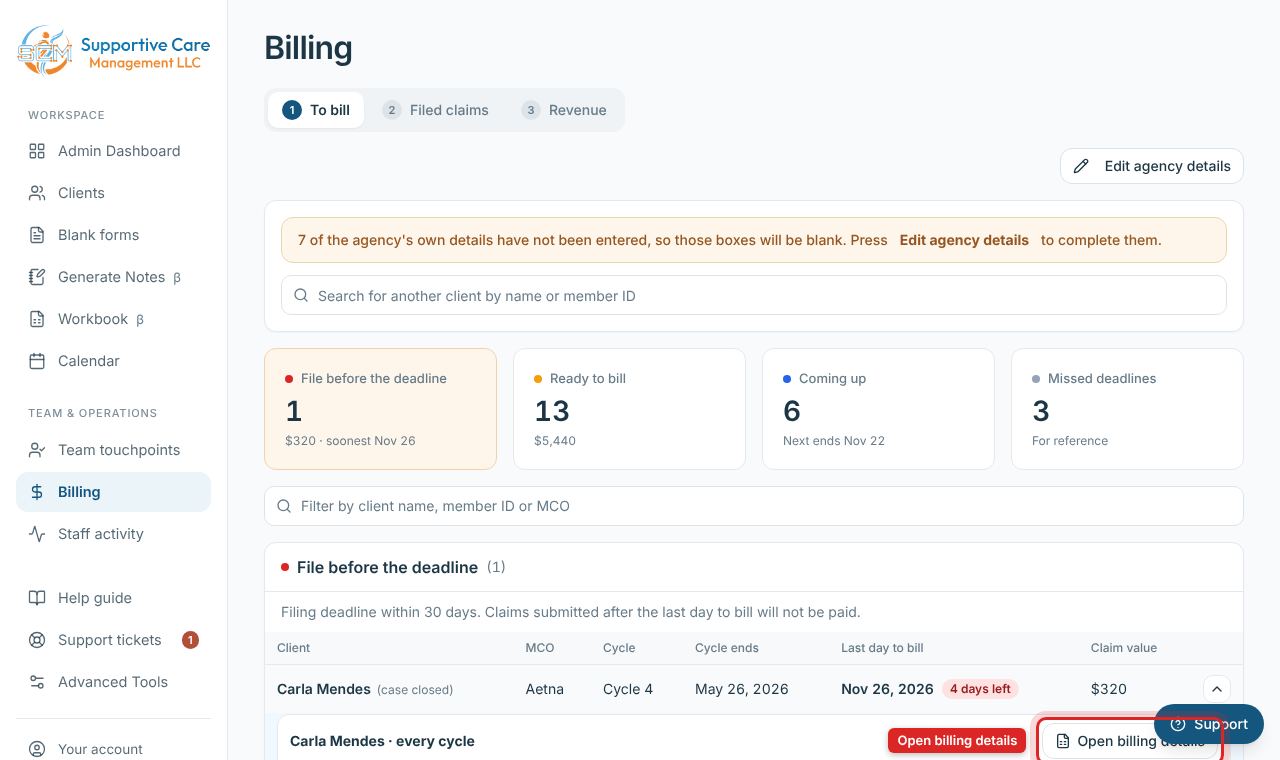 SCM
Supportive Care
Management LLC
WORKSPACE
Admin Dashboard
Clients
Blank forms
Generate Notes β
Workbook β
Calendar
TEAM & OPERATIONS
Team touchpoints
Billing
Staff activity
Help guide
Support tickets 1
Advanced Tools
Your account
Billing
1 To bill 2 Filed claims 3 Revenue
Edit agency details
7 of the agency's own details have not been entered, so those boxes will be blank. Press Edit agency details to complete them.
Search for another client by name or member ID
File before the deadline
1
$320 · soonest Nov 26
Ready to bill
13
$5,440
Coming up
6
Next ends Nov 22
Missed deadlines
3
For reference
Filter by client name, member ID or MCO
File before the deadline (1)
Filing deadline within 30 days. Claims submitted after the last day to bill will not be paid.
Client MCO Cycle Cycle ends Last day to bill Claim value
Carla Mendes (case closed) Aetna Cycle 4 May 26, 2026 Nov 26, 2026 4 days left $320
Support
Carla Mendes · every cycle Open billing details Open billing details